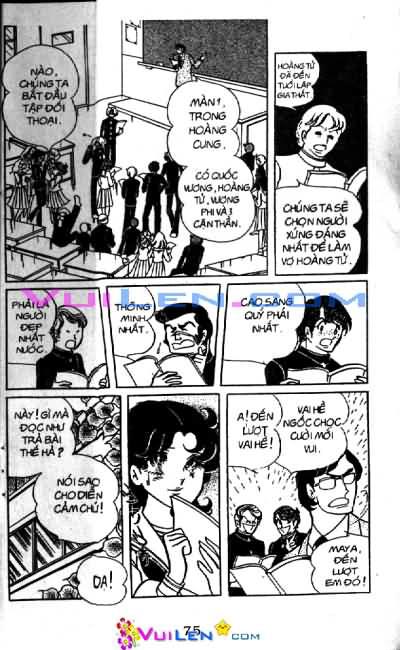 NÀO,
CHÚNG TA
BẮT ĐẦU
TẬP ĐỐI
THOẠI.
MÀN 1,
TRONG
HOÀNG
CUNG.
CÓ QUỐC
VƯƠNG, HOÀNG
TỬ, VƯƠNG
PHI VÀ 3
CẬN THẦN.
HOÀNG TỬ
ĐÃ ĐẾN
TUỔI LẬP
GIA THẤT
CHÚNG TA SẼ
CHỌN NGƯỜI
XỨNG ĐÁNG
NHẤT ĐỂ LÀM
VỢ HOÀNG TỬ.
PHẢI LÀ
NGƯỜI
ĐẸP
NHẤT
NƯỚC.
THÔNG
MINH
NHẤT.
CAO SANG
QUÝ PHÁI
NHẤT.
VuiLen.com
NÀY! GÌ MÀ
ĐỌC NHƯ
TRẢ BÀI
THẾ HẢ?
NÓI SAO
CHO DIỄN
CẢM CHỨ!
DẠ!
A! ĐẾN
LƯỢT
VAI HỀ!
VAI HỀ
NGỐC CHỌC
CƯỜI MỚI
VUI.
MAYA,
ĐẾN
LƯỢT
EM ĐÓ!
75
VuiLen.com